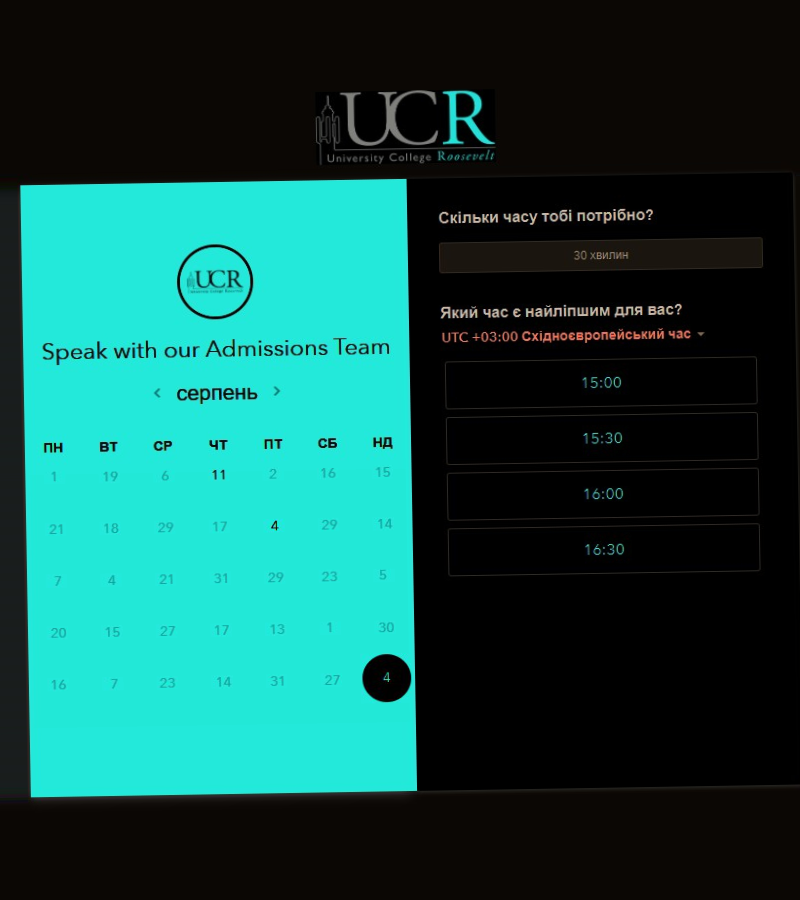 UCR
University College Roosevelt
UCR
University College Roosevelt
Speak with our Admissions Team
серпень
ПН ВТ СР ЧТ ПТ СБ НД
1 19 6 11 2 16 15
21 18 29 17 4 29 14
7 4 21 31 29 23 5
20 15 27 17 13 1 30
16 7 23 14 31 27 4
Скільки часу тобі потрібно?
30 хвилин
Який час є найліпшим для вас?
UTC +03:00 Східноєвропейський час
15:00
15:30
16:00
16:30